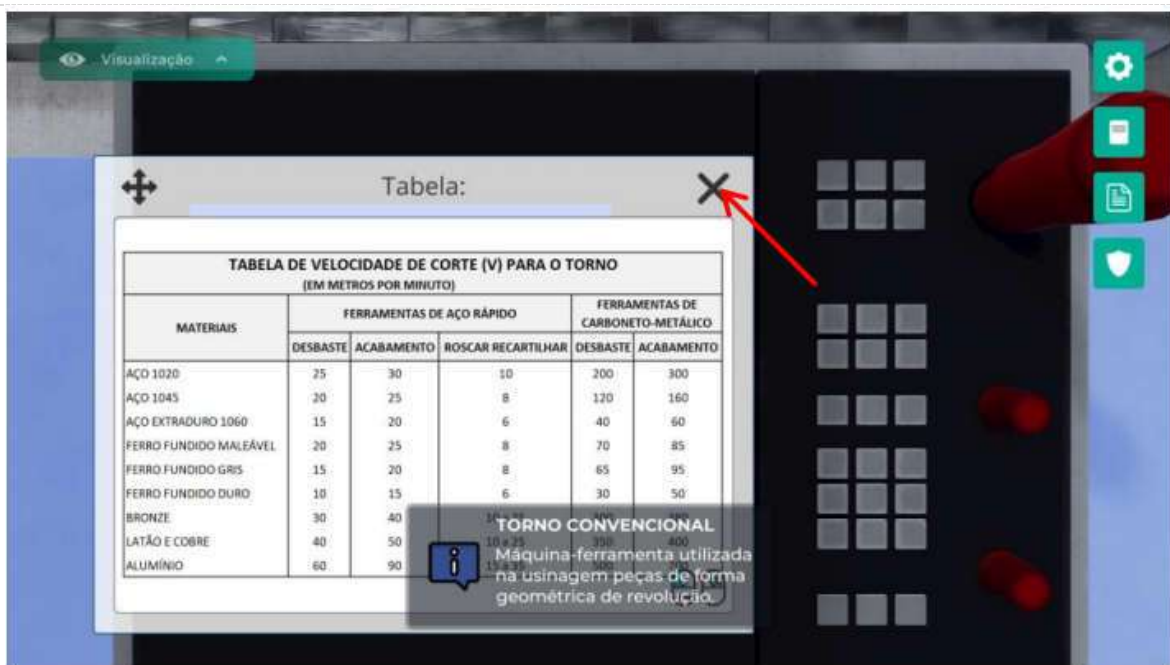 Visualização
Tabela:
TABELA DE VELOCIDADE DE CORTE (V) PARA O TORNO
(EM METROS POR MINUTO)
MATERIAIS FERRAMENTAS DE AÇO RÁPIDO FERRAMENTAS DE CARBONETO-METÁLICO
DESBASTE ACABAMENTO ROSCAR RECARTILHAR DESBASTE ACABAMENTO
AÇO 1020 25 30 10 200 300
AÇO 1045 20 25 8 120 160
AÇO EXTRADURO 1060 15 20 6 40 60
FERRO FUNDIDO MALEÁVEL 20 25 8 70 85
FERRO FUNDIDO GRIS 15 20 8 65 95
FERRO FUNDIDO DURO 10 15 6 30 50
BRONZE 30 40
LATÃO E COBRE 40 50
ALUMÍNIO 60 90
TORNO CONVENCIONAL
Máquina-ferramenta utilizada
na usinagem peças de forma
geométrica de revolução.